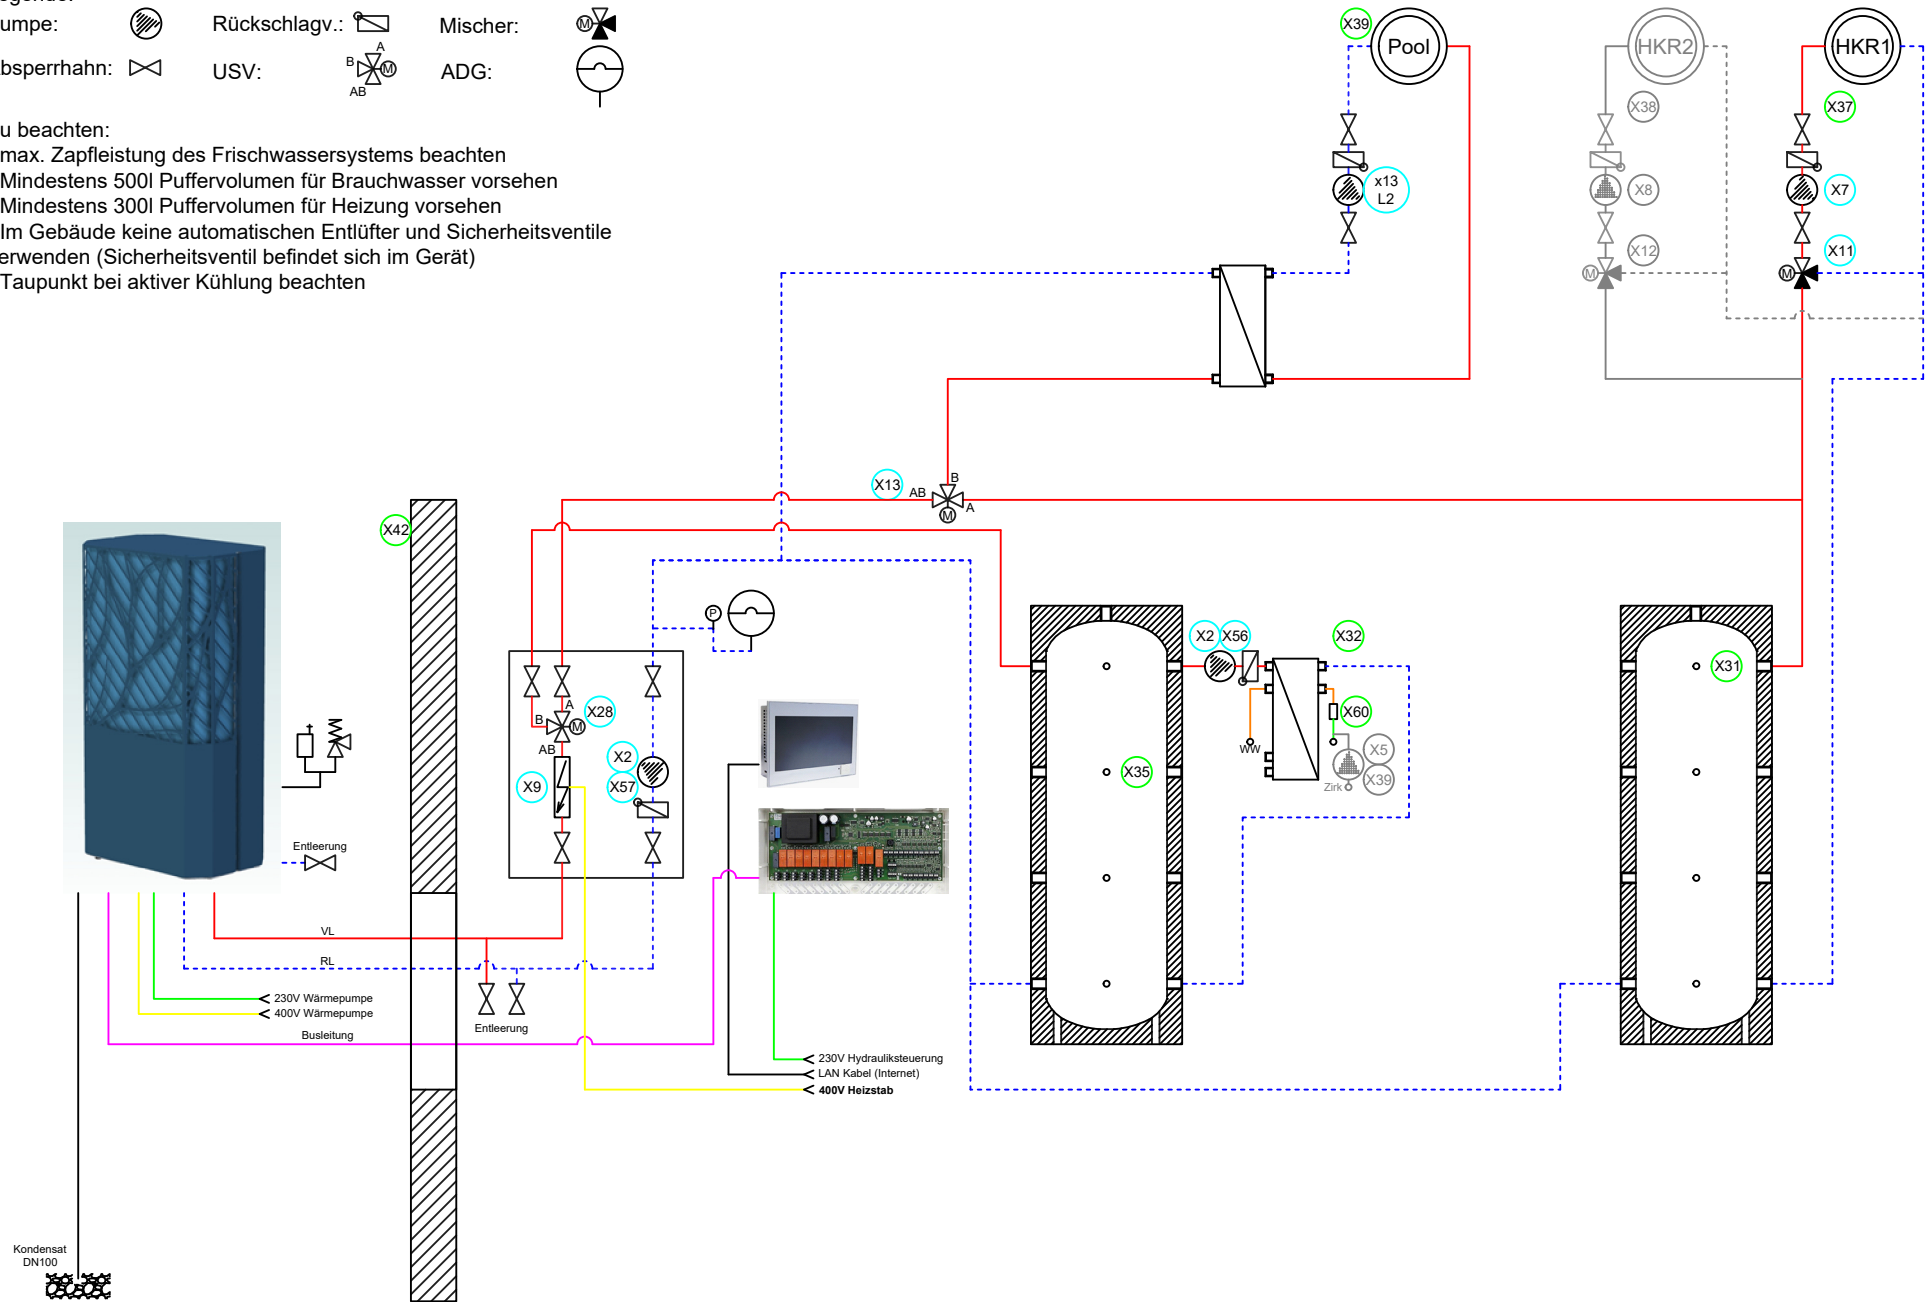 umpe:
Rückschlagv.:
Mischer:
M
A
B
M
AB
bsperrhahn:
USV:
ADG:
u beachten:
max. Zapfleistung des Frischwassersystems beachten
Mindestens 500l Puffervolumen für Brauchwasser vorsehen
Mindestens 300l Puffervolumen für Heizung vorsehen
Im Gebäude keine automatischen Entlüfter und Sicherheitsventile
erwenden (Sicherheitsventil befindet sich im Gerät)
Taupunkt bei aktiver Kühlung beachten
X39
Pool
HKR2
HKR1
X38
X37
x13
L2
X8
X7
X12
X11
M
M
X13
AB
B
A
M
X42
P
X2
X56
X32
X31
A
B
M
X28
AB
X2
X57
X9
X60
WW
X5
X39
Zirk
X35
Entleerung
VL
RL
230V Wärmepumpe
400V Wärmepumpe
Entleerung
Busleitung
230V Hydrauliksteuerung
LAN Kabel (Internet)
400V Heizstab
Kondensat
DN100